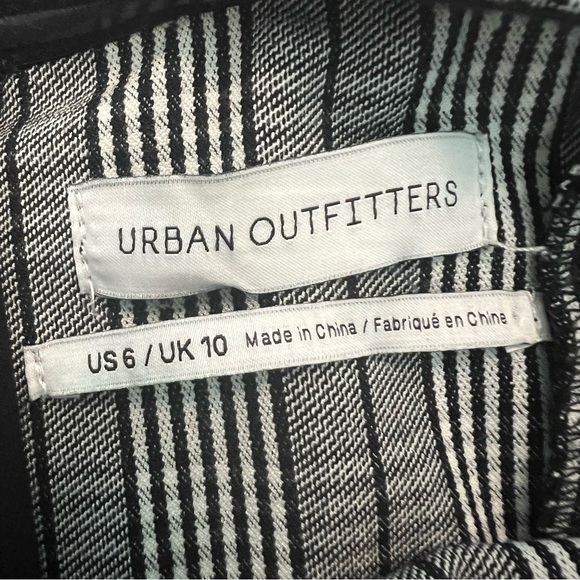 URBAN OUTFITTERS
US 6 / UK 10 Made in China / Fabriqué en Chine